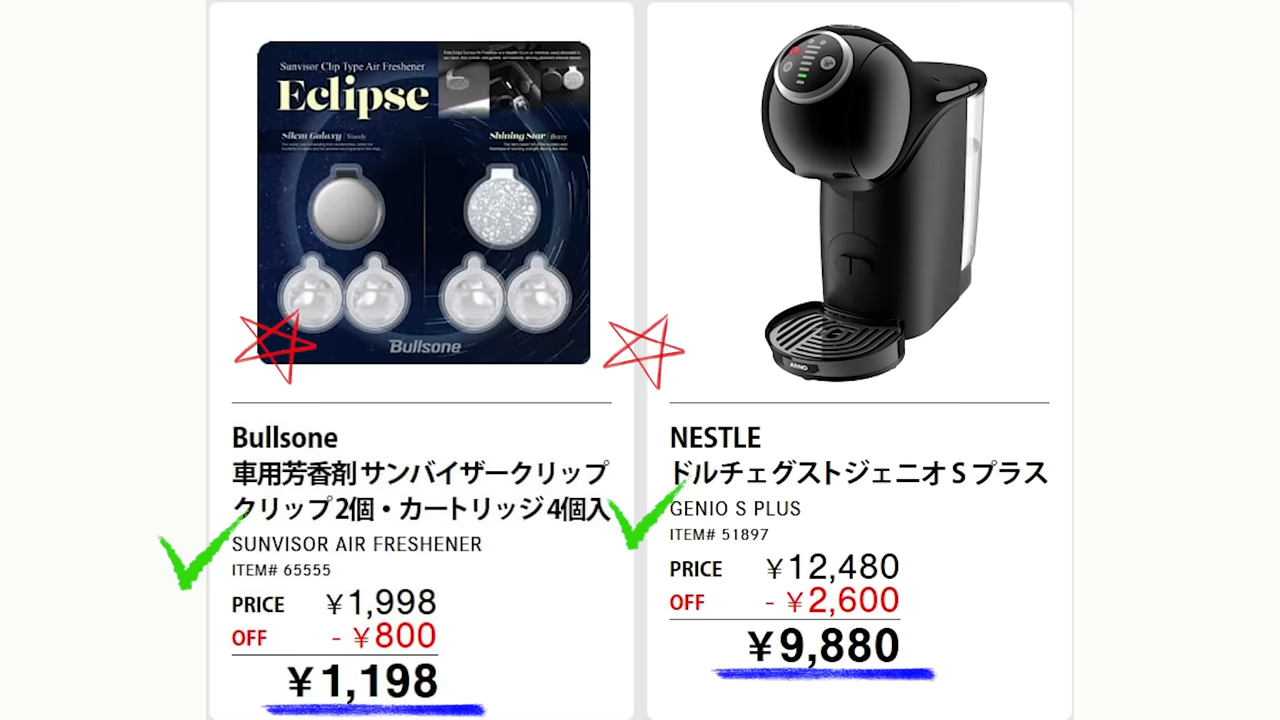 Sunvisor Clip Type Air Freshener
Eclipse
Silent Galaxy | Woody
Shining Star | Berry
Bullsone
ARNO
Bullsone
車用芳香剤 サンバイザークリップ
クリップ 2個・カートリッジ 4個入
SUNVISOR AIR FRESHENER
ITEM# 65555
PRICE ￥1,998
OFF - ￥800
￥1,198
NESTLE
ドルチェグスト ジェニオ S プラス
GENIO S PLUS
ITEM# 51897
PRICE ￥12,480
OFF - ￥2,600
￥9,880